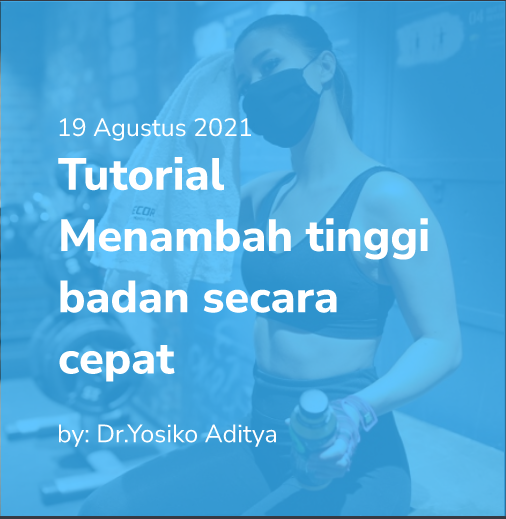 19 Agustus 2021
Tutorial
Menambah tinggi
badan secara
cepat
by: Dr.Yosiko Aditya